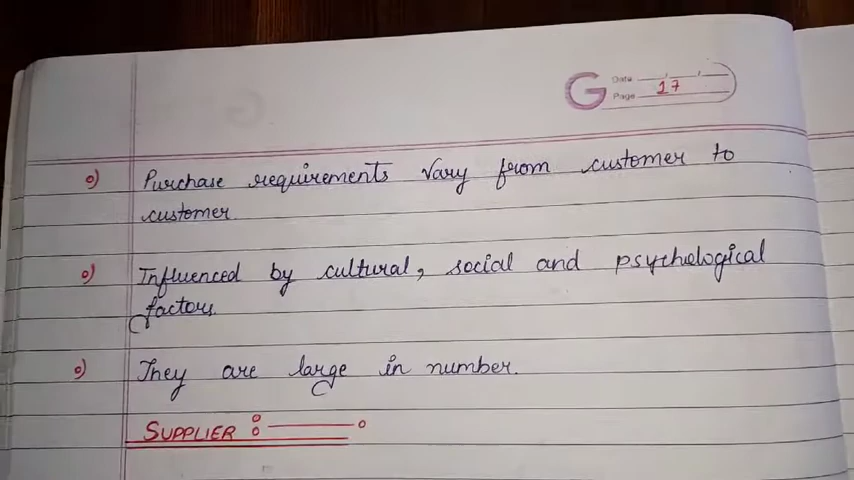 G
Date
Page 17
o) Purchase requirements vary from customer to
customer
o) Influenced by cultural, social and psychological
factors.
o) They are large in number.
SUPPLIER :